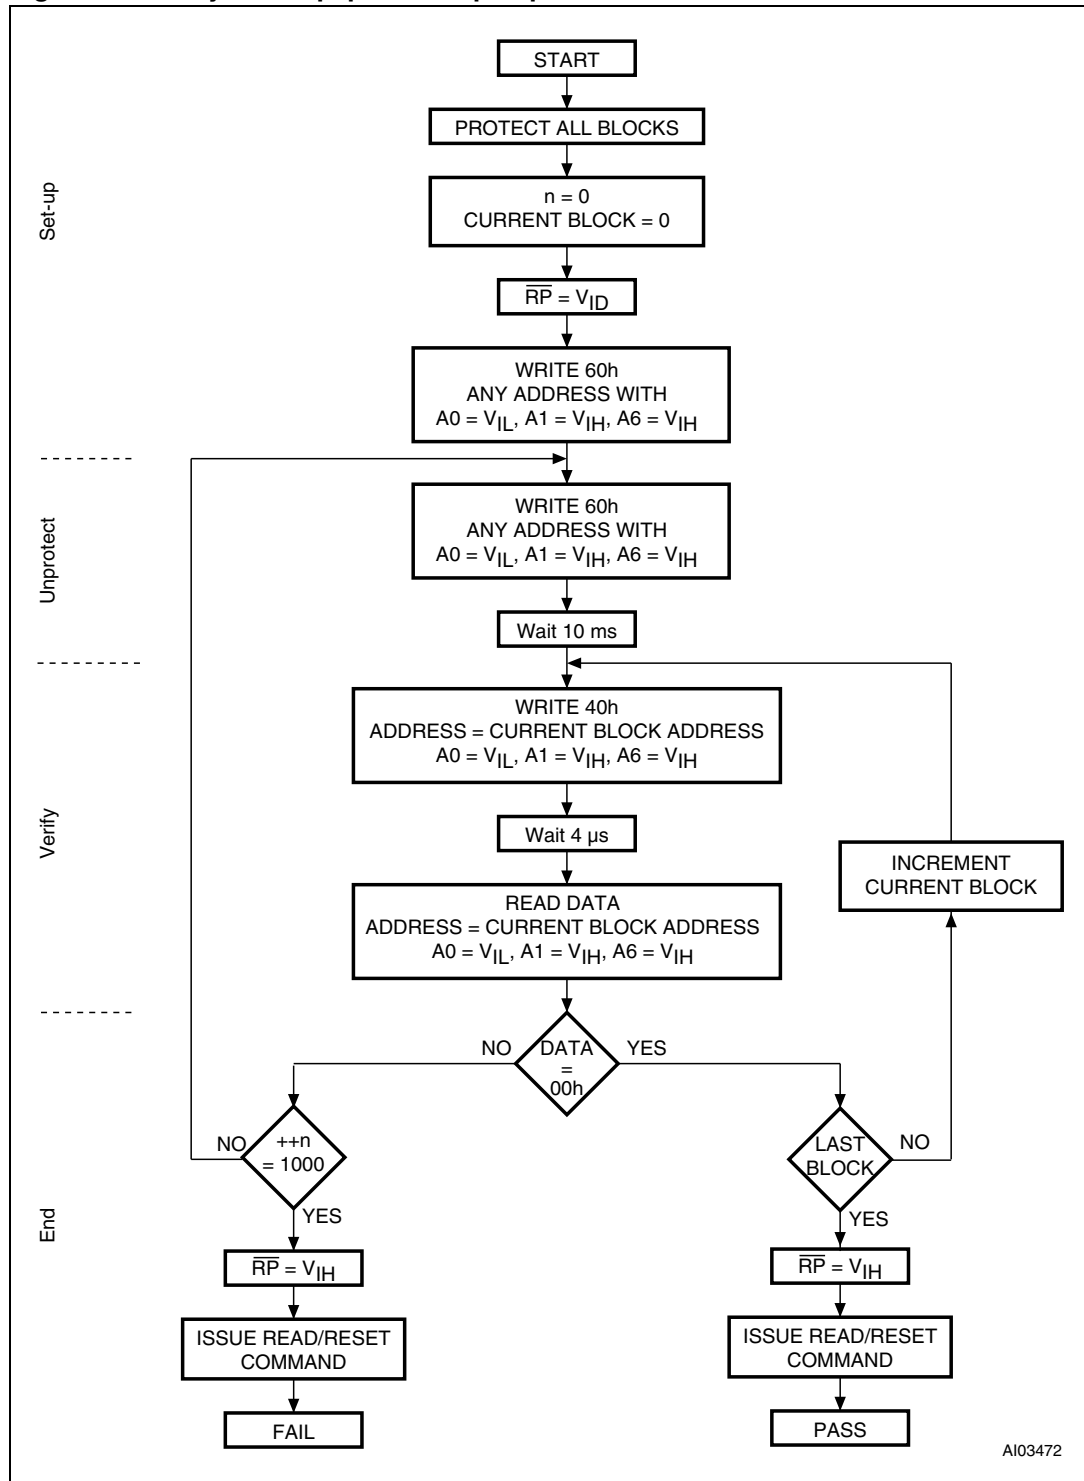 START
PROTECT ALL BLOCKS
n = 0
CURRENT BLOCK = 0
Set-up
R̅P̅ = VID
WRITE 60h
ANY ADDRESS WITH
A0 = VIL, A1 = VIH, A6 = VIH
WRITE 60h
ANY ADDRESS WITH
A0 = VIL, A1 = VIH, A6 = VIH
Unprotect
Wait 10 ms
WRITE 40h
ADDRESS = CURRENT BLOCK ADDRESS
A0 = VIL, A1 = VIH, A6 = VIH
Verify
Wait 4 µs
INCREMENT
CURRENT BLOCK
READ DATA
ADDRESS = CURRENT BLOCK ADDRESS
A0 = VIL, A1 = VIH, A6 = VIH
NO
DATA
=
00h
YES
NO
++n
= 1000
YES
LAST
BLOCK
NO
YES
End
R̅P̅ = VIH
R̅P̅ = VIH
ISSUE READ/RESET
COMMAND
ISSUE READ/RESET
COMMAND
FAIL
PASS
AI03472